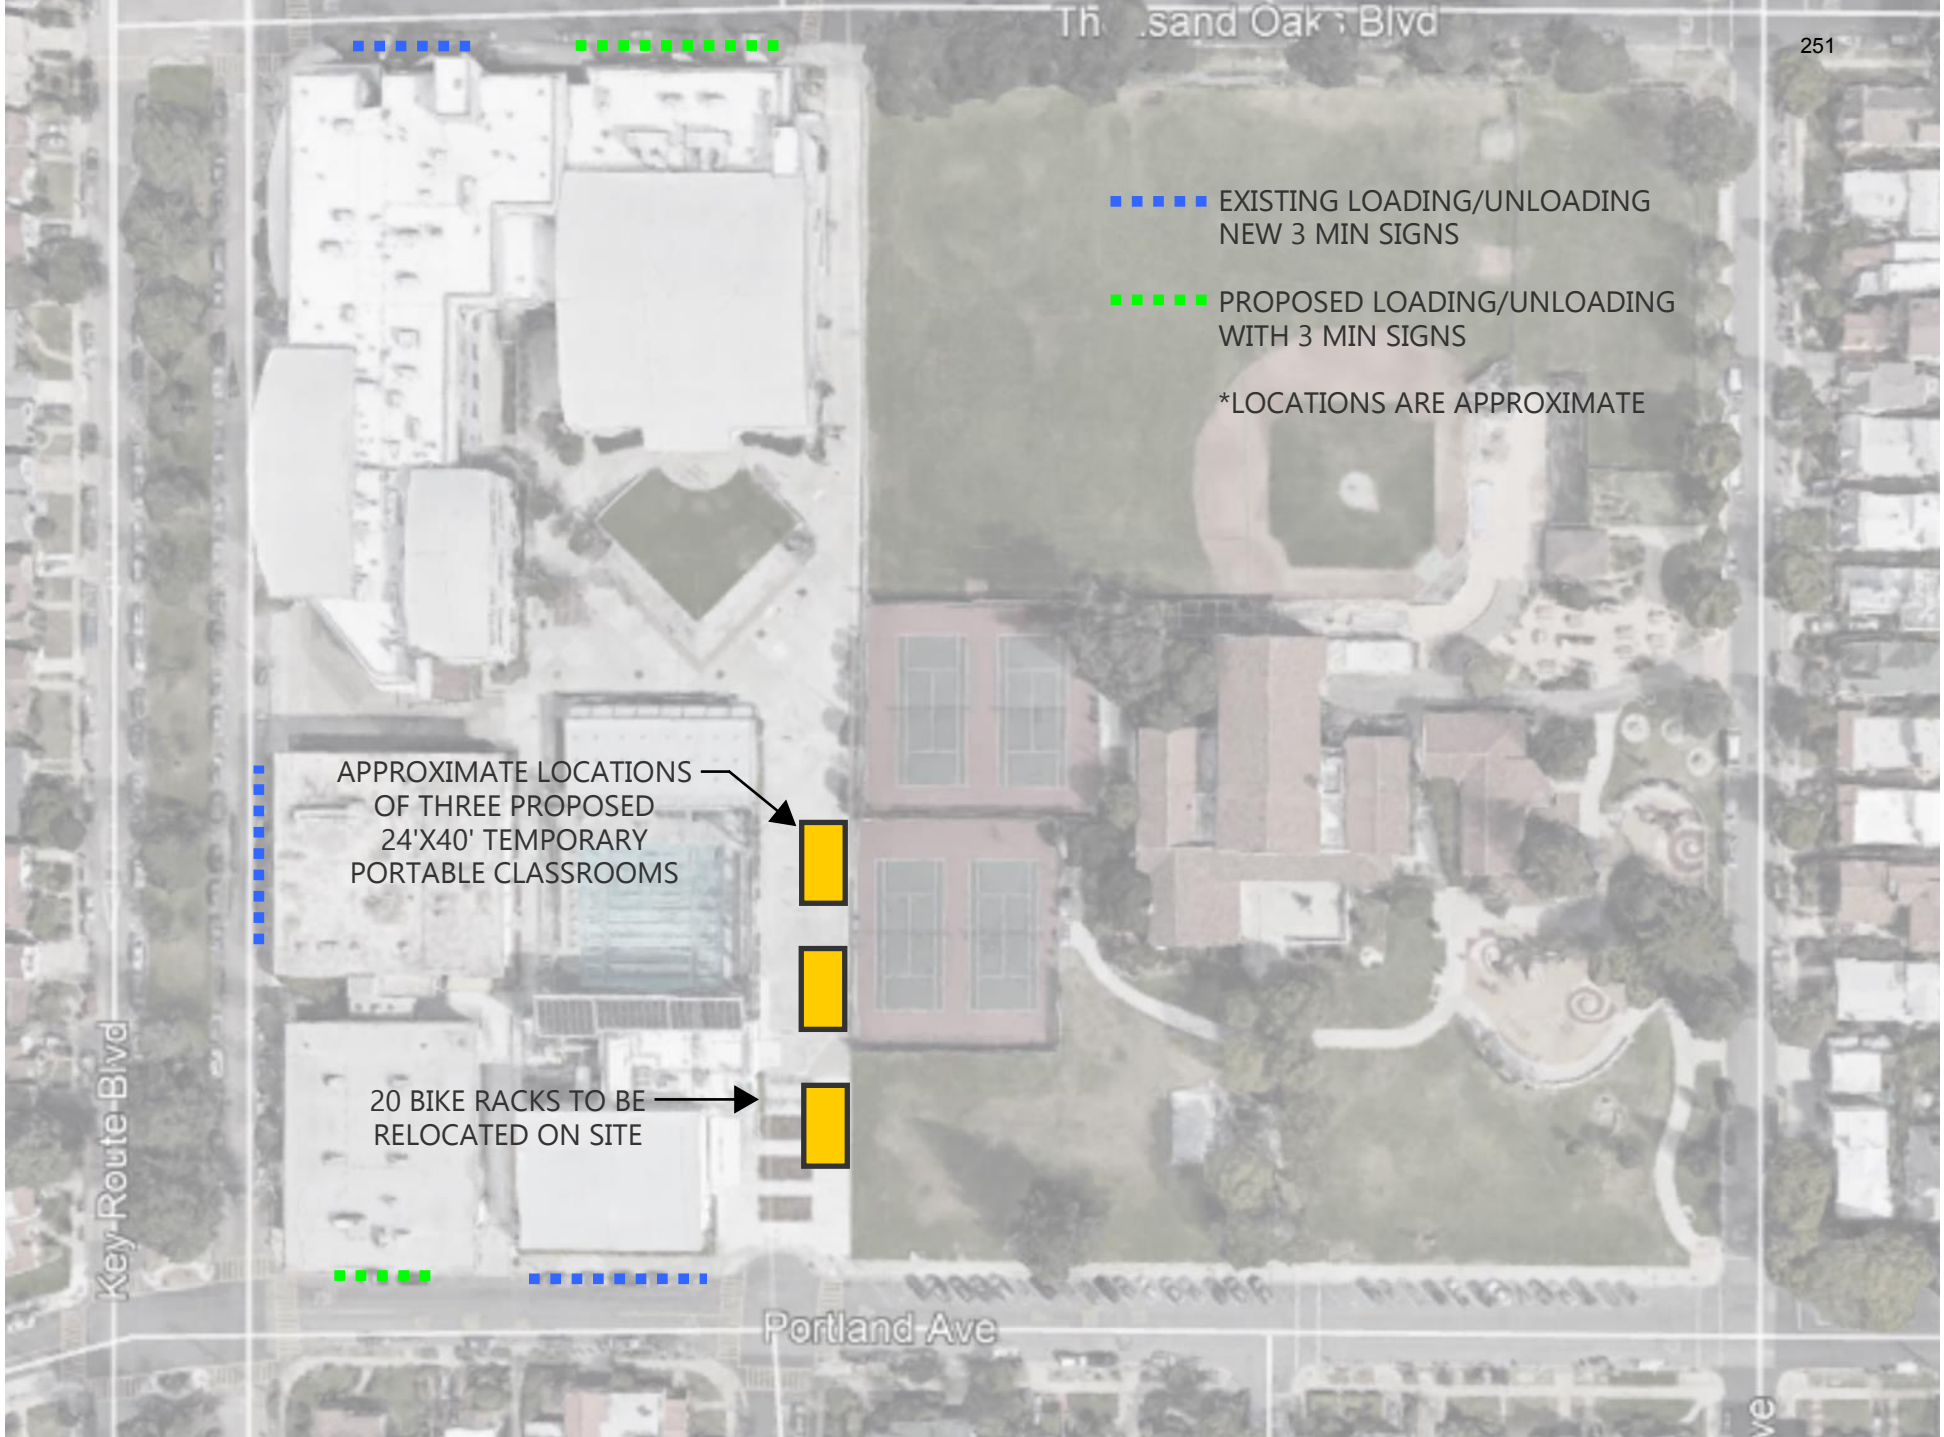 Oaks Blvd
251
EXISTING LOADING/UNLOADING
NEW 3 MIN SIGNS
PROPOSED LOADING/UNLOADING
WITH 3 MIN SIGNS
*LOCATIONS ARE APPROXIMATE
APPROXIMATE LOCATIONS
OF THREE PROPOSED
24'X40' TEMPORARY
PORTABLE CLASSROOMS
20 BIKE RACKS TO BE
RELOCATED ON SITE
Key Route Blvd
Portland Ave